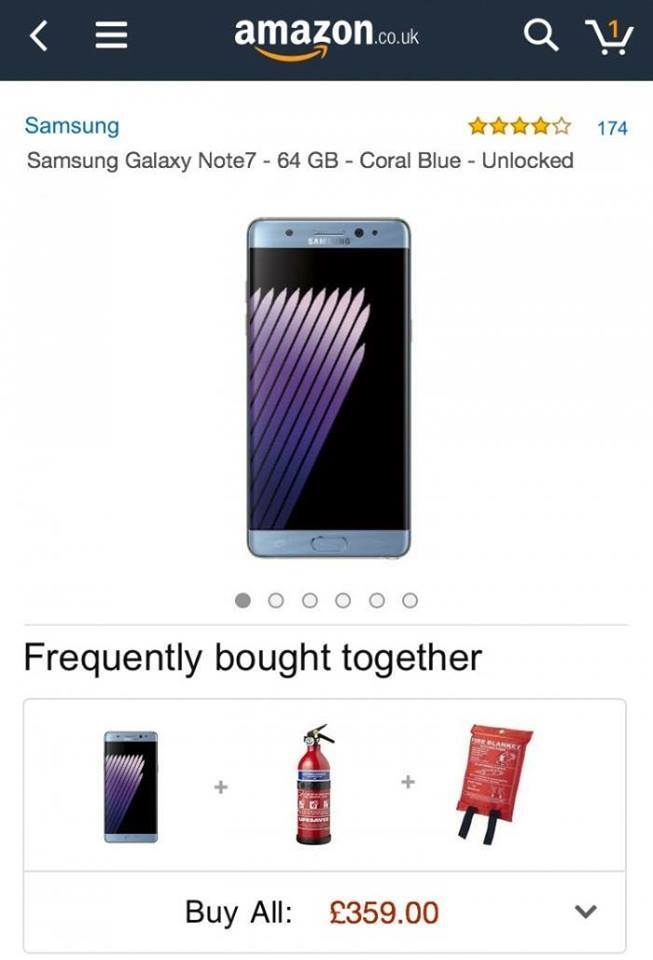 amazon.co.uk
1
Samsung
174
Samsung Galaxy Note7 - 64 GB - Coral Blue - Unlocked
SAMSUNG
Frequently bought together
+
+
LIFESAVER
FIRE BLANKET
Buy All: £359.00